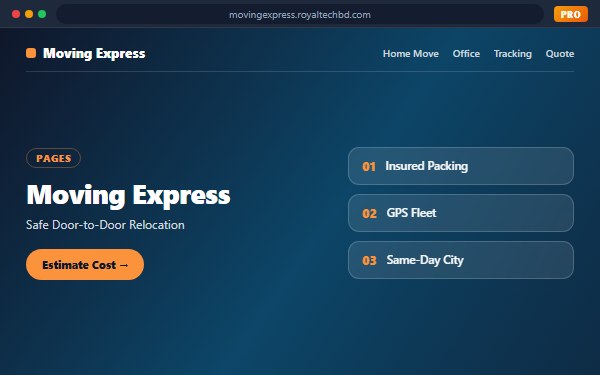 movingexpress.royaltechbd.com
PRO
Moving Express
Home Move Office Tracking Quote
PAGES
Moving Express
Safe Door-to-Door Relocation
Estimate Cost →
01 Insured Packing
02 GPS Fleet
03 Same-Day City